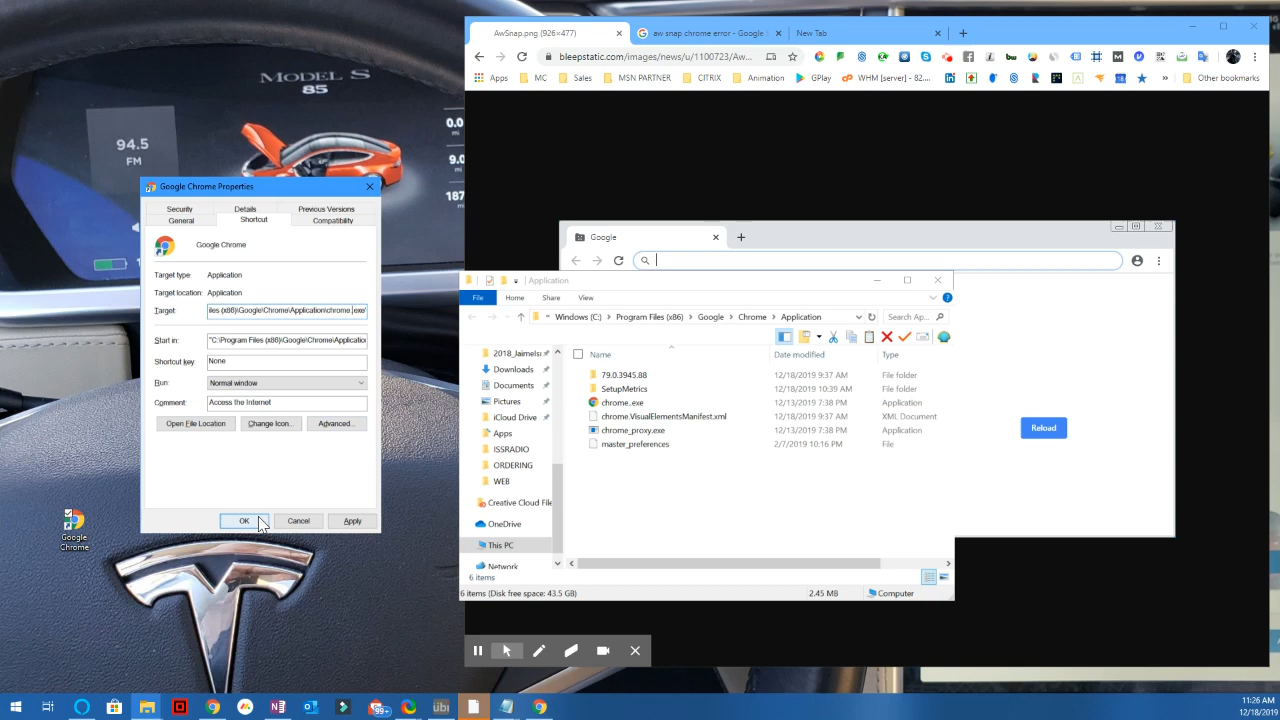 MODEL S
85
94.5
FM
0.0
mi
9.0
mi
187
AwSnap.png (926×477)
aw snap chrome error - Google S
New Tab
bleepstatic.com/images/news/u/1100723/Aw...
Apps
MC
Sales
MSN PARTNER
CITRIX
Animation
GPlay
WHM [server] - 82....
Other bookmarks
Google
Google Chrome Properties
Security
Details
Previous Versions
General
Shortcut
Compatibility
Google Chrome
Target type:
Application
Target location:
Application
Target:
iles (x86)\Google\Chrome\Application\chrome.exe"
Start in:
"C:\Program Files (x86)\Google\Chrome\Application
Shortcut key:
None
Run:
Normal window
Comment:
Access the Internet
Open File Location
Change Icon...
Advanced...
OK
Cancel
Apply
Google
Chrome
Application
File
Home
Share
View
« Windows (C:) > Program Files (x86) > Google > Chrome > Application
Search Ap...
Name
Date modified
Type
79.0.3945.88
12/18/2019 9:37 AM
File folder
SetupMetrics
12/18/2019 10:39 AM
File folder
chrome..exe
12/13/2019 7:38 PM
Application
chrome.VisualElementsManifest.xml
12/18/2019 9:37 AM
XML Document
chrome_proxy.exe
12/13/2019 7:38 PM
Application
master_preferences
2/7/2019 10:16 PM
File
2018_Jaimelsı
Downloads
Documents
Pictures
iCloud Drive
Apps
ISSRADIO
ORDERING
WEB
Creative Cloud File
OneDrive
This PC
Network
6 items
6 items (Disk free space: 43.5 GB)
2.45 MB
Computer
Reload
99+
11:26 AM
12/18/2019